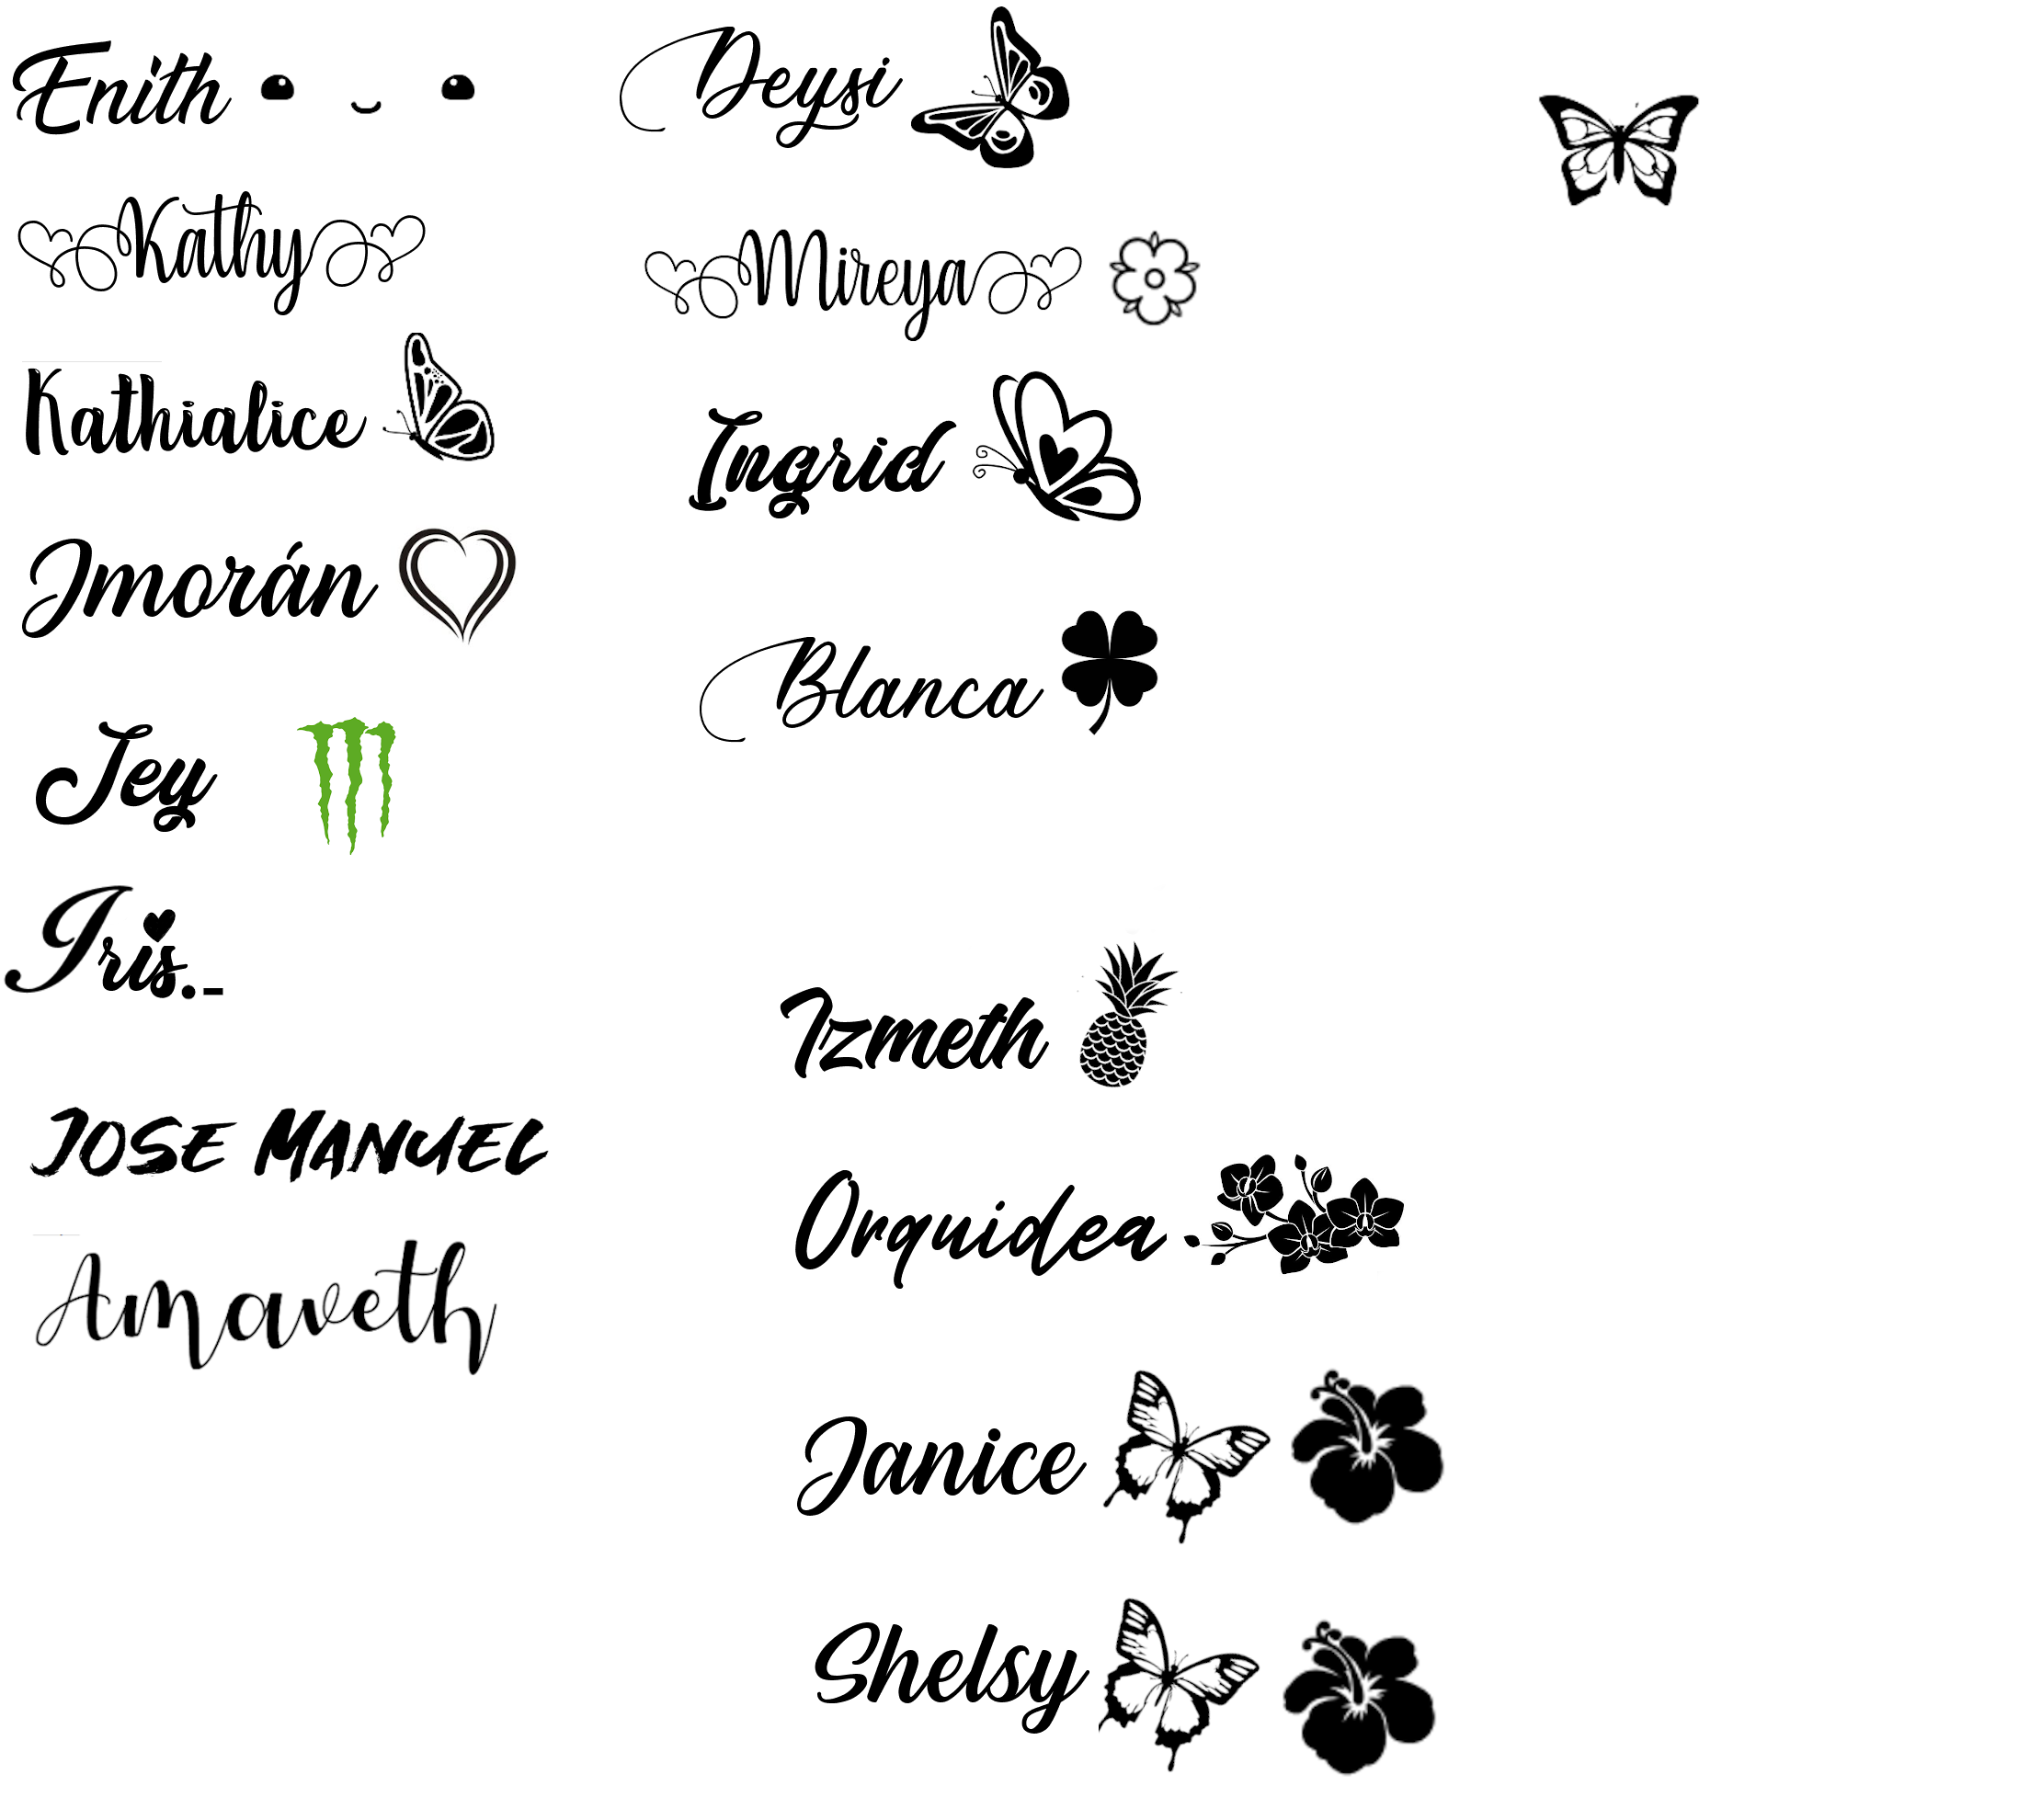 Enith
Kathy
Kathialice
Jmorán
Jey
Iris.-
JOSE MANUEL
Amaveth
Deysi
Mireya
Ingrid
Blanca
Izmeth
Orquidea
Janice
Shelsy